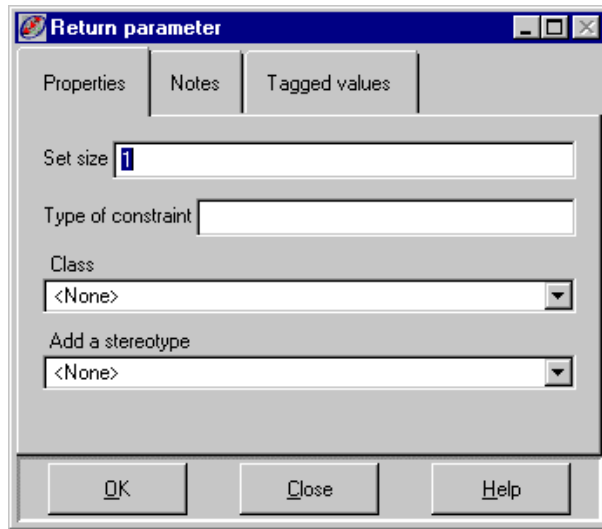 Return parameter
Properties Notes Tagged values
Set size 1
Type of constraint
Class
<None>
Add a stereotype
<None>
OK Close Help